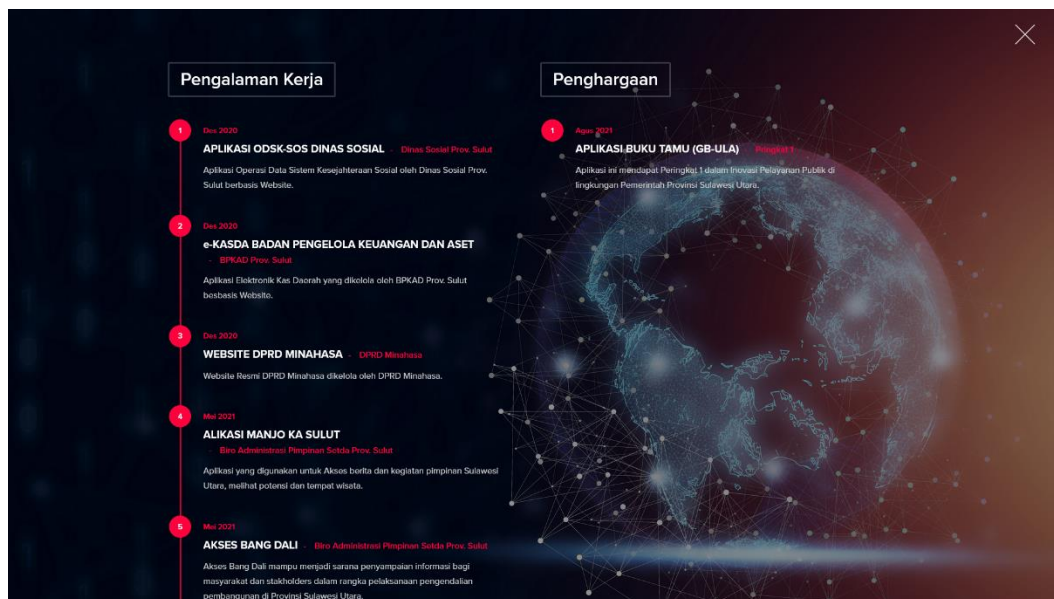 Pengalaman Kerja
1
Des 2020
APLIKASI ODSK-SOS DINAS SOSIAL - Dinas Sosial Prov. Sulut
Aplikasi Operasi Data Sistem Kesejahteraan Sosial oleh Dinas Sosial Prov.
Sulut berbasis Website.
2
Des 2020
e-KASDA BADAN PENGELOLA KEUANGAN DAN ASET
- BPKAD Prov. Sulut
Aplikasi Elektronik Kas Daerah yang dikelola oleh BPKAD Prov. Sulut
besbasis Website.
3
Des 2020
WEBSITE DPRD MINAHASA - DPRD Minahasa
Website Resmi DPRD Minahasa dikelola oleh DPRD Minahasa.
4
Mei 2021
ALIKASI MANJO KA SULUT
- Biro Administrasi Pimpinan Setda Prov. Sulut
Aplikasi yang digunakan untuk Akses berita dan kegiatan pimpinan Sulawesi
Utara, melihat potensi dan tempat wisata.
5
Mei 2021
AKSES BANG DALI - Biro Administrasi Pimpinan Setda Prov. Sulut
Akses Bang Dali mampu menjadi sarana penyampaian informasi bagi
masyarakat dan stakholders dalam rangka pelaksanaan pengendalian
pembangunan di Provinsi Sulawesi Utara.
Penghargaan
1
Agus 2021
APLIKASI BUKU TAMU (GB-ULA) - Pringkat 1
Aplikasi ini mendapat Peringkat 1 dalam Inovasi Pelayanan Publik di
lingkungan Pemerintah Provinsi Sulawesi Utara.